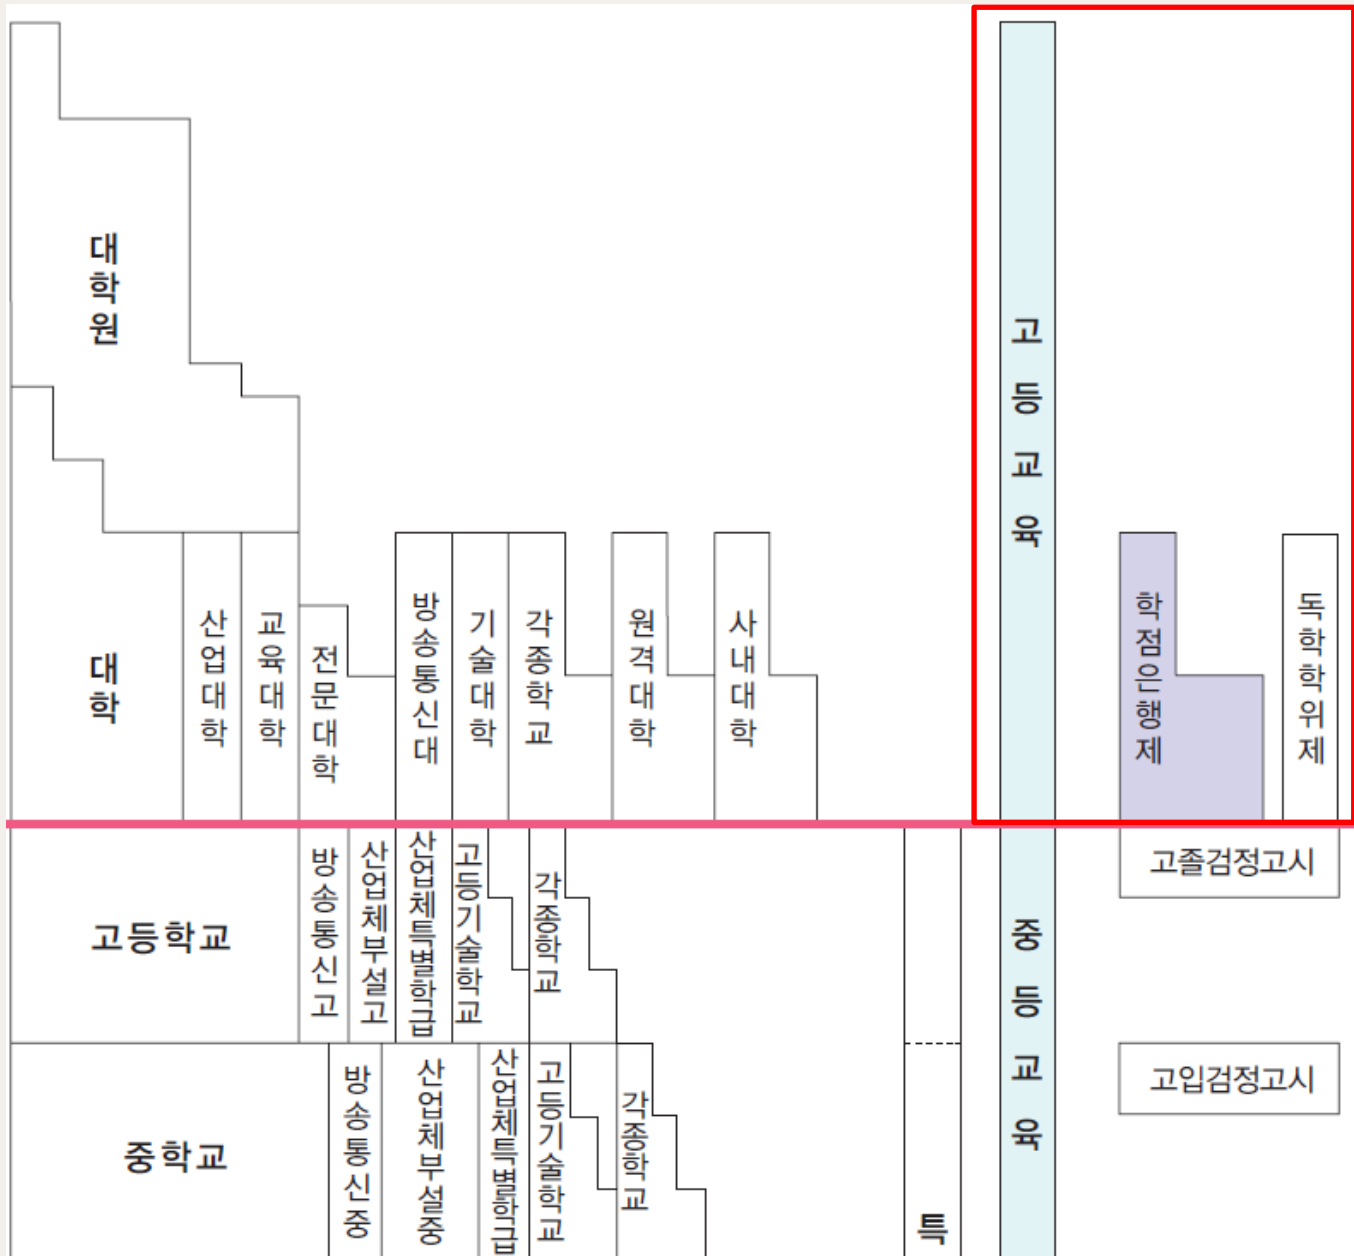 대학원
고등교육
대학
산업대학
교육대학
전문대학
방송통신대
기술대학
각종학교
원격대학
사내대학
학점은행제
독학학위제
고등학교
방송통신고
산업체부설고
산업체특별학급
고등기술학교
각종학교
중등교육
고졸검정고시
중학교
방송통신중
산업체부설중
산업체특별학급
고등기술학교
각종학교
특
고입검정고시